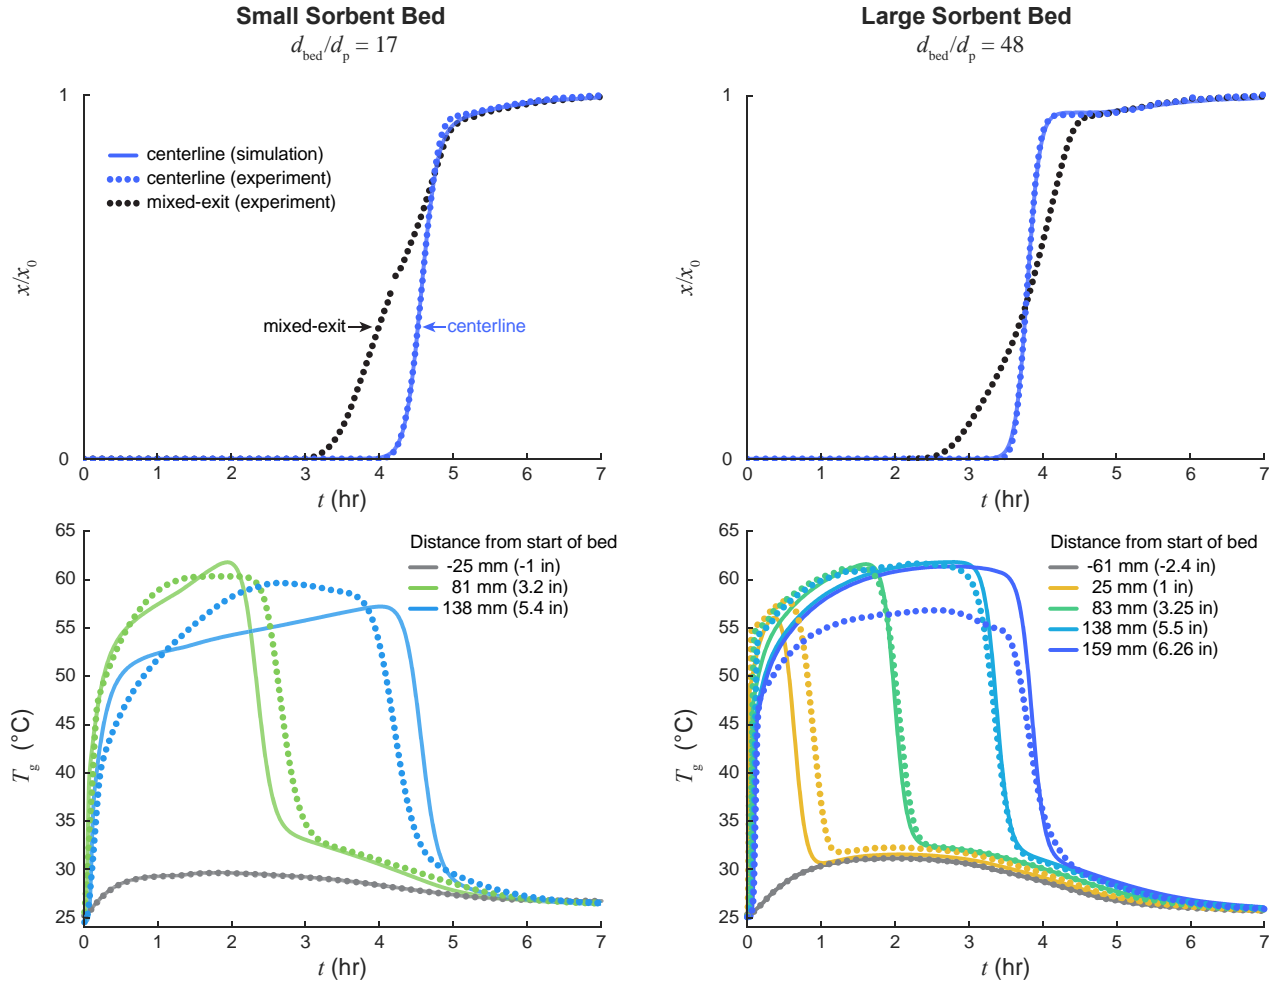 Small Sorbent Bed
d_bed/d_p = 17
1
centerline (simulation)
centerline (experiment)
mixed-exit (experiment)
x/x_0
mixed-exit
centerline
0
0 1 2 3 4 5 6 7
t (hr)
Large Sorbent Bed
d_bed/d_p = 48
1
x/x_0
0
0 1 2 3 4 5 6 7
t (hr)
65
60
55
50
45
40
35
30
25
T_g (°C)
Distance from start of bed
-25 mm (-1 in)
81 mm (3.2 in)
138 mm (5.4 in)
0 1 2 3 4 5 6 7
t (hr)
65
60
55
50
45
40
35
30
25
T_g (°C)
Distance from start of bed
-61 mm (-2.4 in)
25 mm (1 in)
83 mm (3.25 in)
138 mm (5.5 in)
159 mm (6.26 in)
0 1 2 3 4 5 6 7
t (hr)